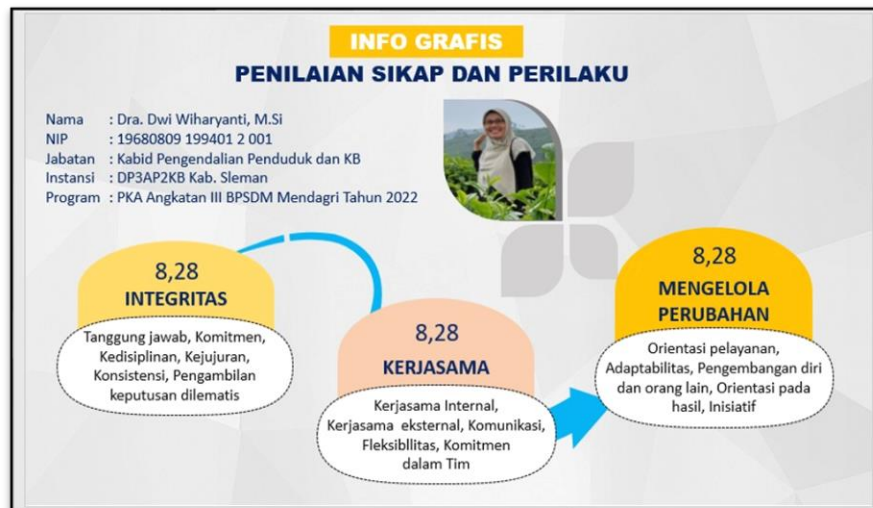 INFO GRAFIS
PENILAIAN SIKAP DAN PERILAKU
Nama : Dra. Dwi Wiharyanti, M.Si
NIP : 19680809 199401 2 001
Jabatan : Kabid Pengendalian Penduduk dan KB
Instansi : DP3AP2KB Kab. Sleman
Program : PKA Angkatan III BPSDM Mendagri Tahun 2022
8,28
INTEGRITAS
Tanggung jawab, Komitmen,
Kedisiplinan, Kejujuran,
Konsistensi, Pengambilan
keputusan dilematis
8,28
KERJASAMA
Kerjasama Internal,
Kerjasama eksternal, Komunikasi,
Fleksibllitas, Komitmen
dalam Tim
8,28
MENGELOLA
PERUBAHAN
Orientasi pelayanan,
Adaptabilitas, Pengembangan diri
dan orang lain, Orientasi pada
hasil, Inisiatif